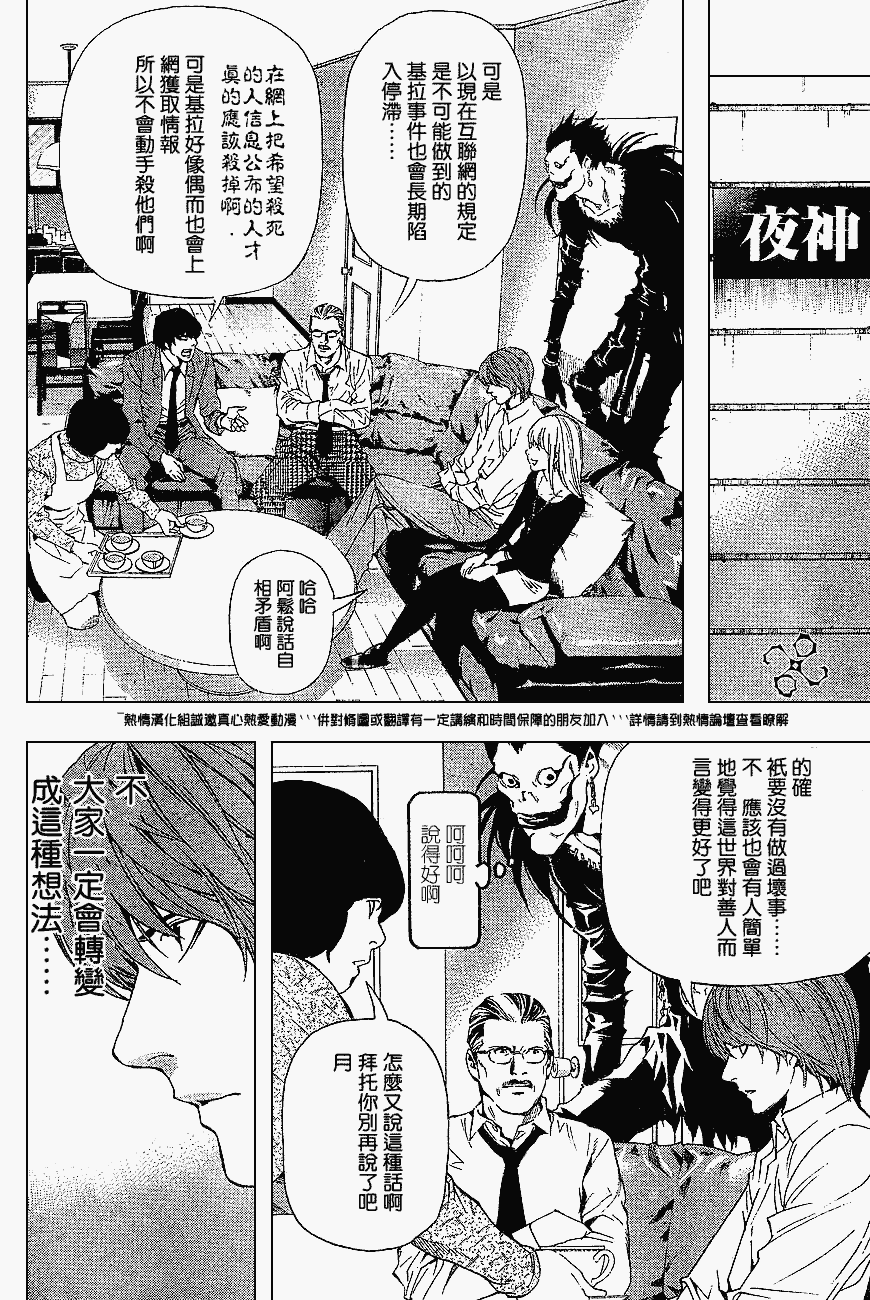 夜神
可是
以現在互聯網的規定
是不可能做到的
基拉事件也會長期陷
入停滯……
在網上把希望殺死
的人信息公布的人才
真的應該殺掉啊．
可是基拉好像偶而也會上
網獲取情報
所以不會動手殺他們啊
哈哈
阿鬆說話自
相矛盾啊
熱情漢化組誠邀真心熱愛動漫```併對脩圖或翻譯有一定講繪和時間保障的朋友加入```詳情請到熱情論壇查看瞭解
的確
衹要沒有做過壞事……
不 應該也會有人簡單
地覺得這世界對善人而
言變得更好了吧
呵呵呵
說得好啊
怎麼又說這種話啊
拜托你別再說了吧
月
不
大家一定會轉變
成這種想法……